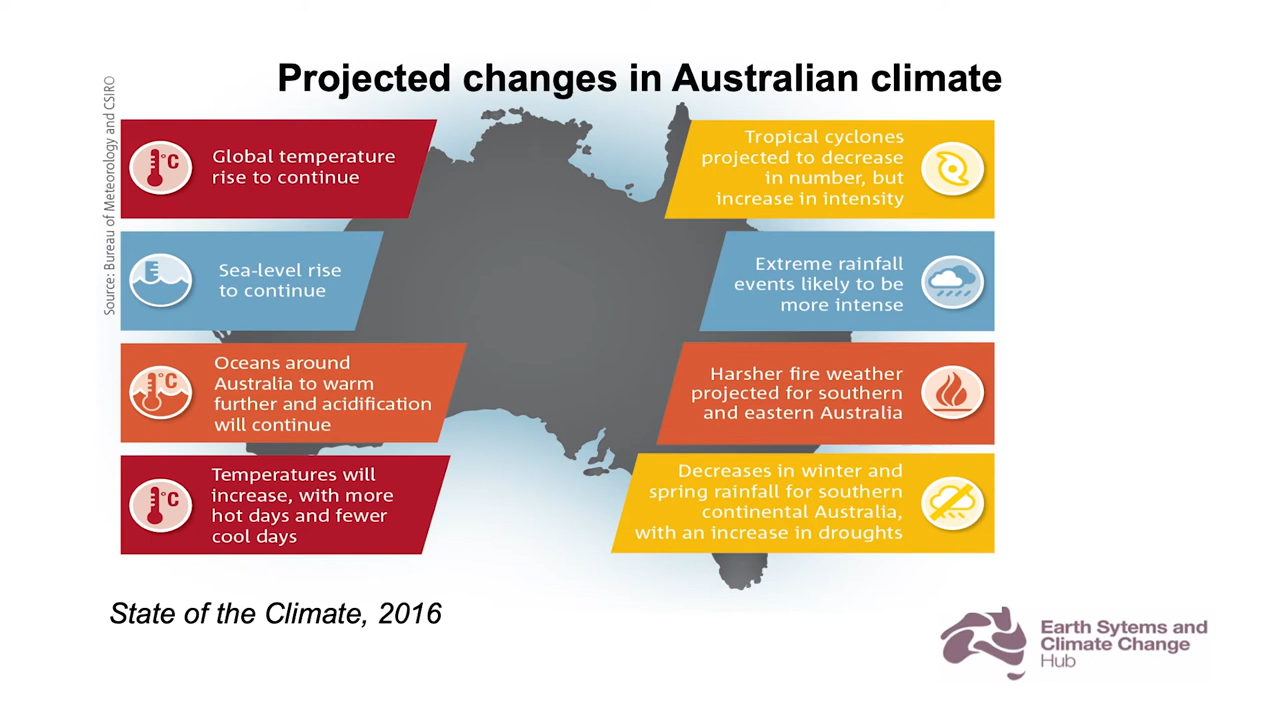 Projected changes in Australian climate
Source: Bureau of Meteorology and CSIRO
°C
Global temperature
rise to continue
Sea-level rise
to continue
°C
Oceans around
Australia to warm
further and acidification
will continue
°C
Temperatures will
increase, with more
hot days and fewer
cool days
Tropical cyclones
projected to decrease
in number, but
increase in intensity
Extreme rainfall
events likely to be
more intense
Harsher fire weather
projected for southern
and eastern Australia
Decreases in winter and
spring rainfall for southern
continental Australia,
with an increase in droughts
State of the Climate, 2016
Earth Sytems and
Climate Change
Hub